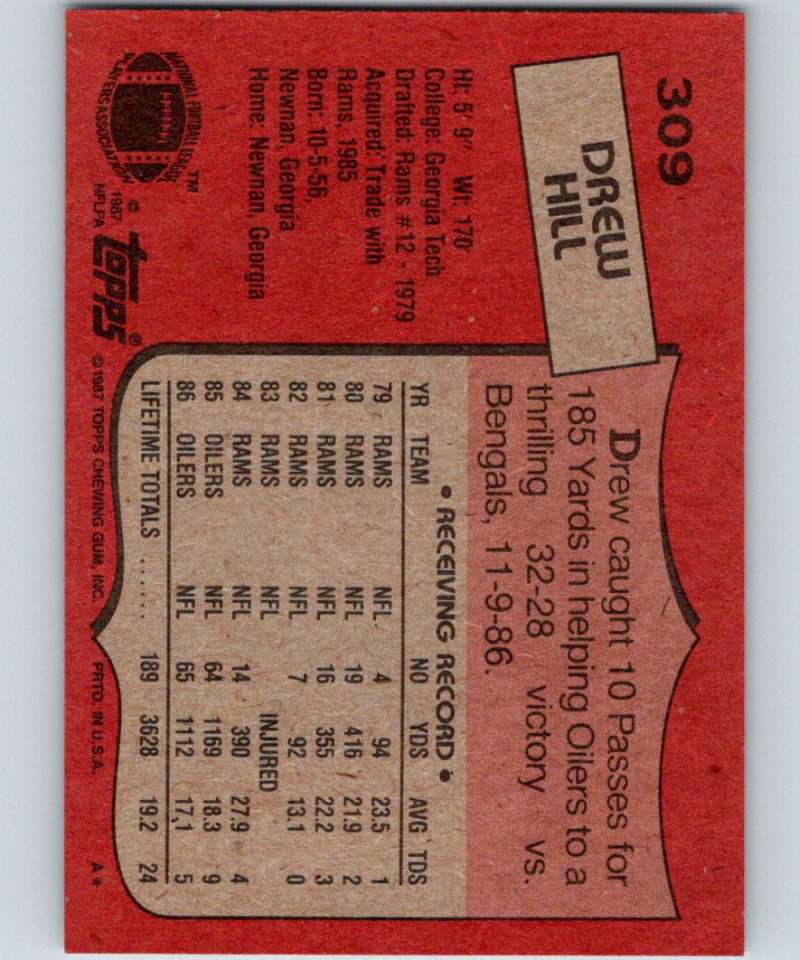 309
DREW
HILL
Ht: 5' 9" Wt: 170
College: Georgia Tech
Drafted: Rams #12 - 1979
Acquired: Trade with
Rams, 1985
Born: 10-5-56,
Newnan, Georgia
Home: Newnan, Georgia
NATIONAL FOOTBALL LEAGUE
PLAYERS ASSOCIATION
™
© 1987
NFLPA
topps®
Drew caught 10 Passes for
185 Yards in helping Oilers to a
thrilling 32-28 victory vs.
Bengals, 11-9-86.
• RECEIVING RECORD •
YR TEAM NO YDS AVG TDS
79 RAMS NFL 4 94 23.5 1
80 RAMS NFL 19 416 21.9 2
81 RAMS NFL 16 355 22.2 3
82 RAMS NFL 7 92 13.1 0
83 RAMS NFL INJURED
84 RAMS NFL 14 390 27.9 4
85 OILERS NFL 64 1169 18.3 9
86 OILERS NFL 65 1112 17.1 5
LIFETIME TOTALS ...... 189 3628 19.2 24
©1987 TOPPS CHEWING GUM, INC. PRTD. IN U.S.A. A*